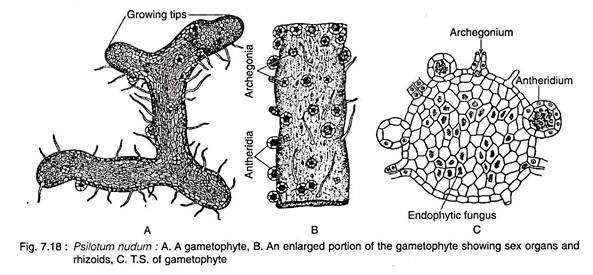 Growing tips
Archegonia
Antheridia
Archegonium
Antheridium
Endophytic fungus
A
B
C
Fig. 7.18 : Psilotum nudum : A. A gametophyte, B. An enlarged portion of the gametophyte showing sex organs and
rhizoids, C. T.S. of gametophyte